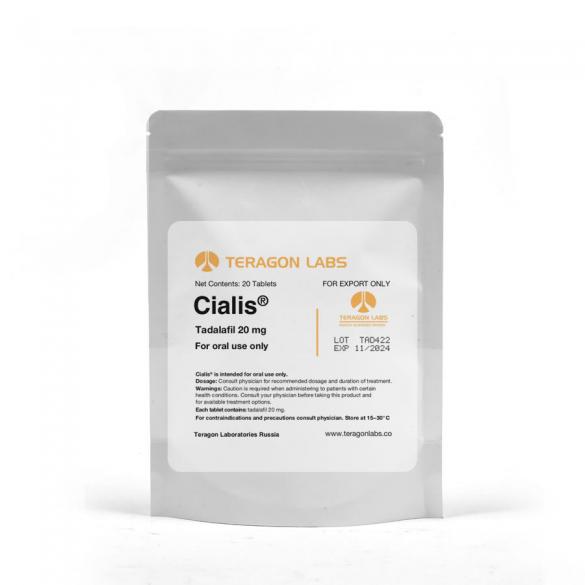 TERAGON LABS
Net Contents: 20 Tablets
FOR EXPORT ONLY
Cialis®
Tadalafil 20 mg
For oral use only
TERAGON LABS
LOT TAD422
EXP 11/2024
Cialis® is intended for oral use only.
Dosage: Consult physician for recommended dosage and duration of treatment.
Warnings: Caution is required when administering to patients with certain
health conditions. Consult your physician before taking this product and
for available treatment options.
Each tablet contains: tadalafil 20 mg.
For contraindications and precautions consult physician. Store at 15-30°C
Teragon Laboratories Russia
www.teragonlabs.co